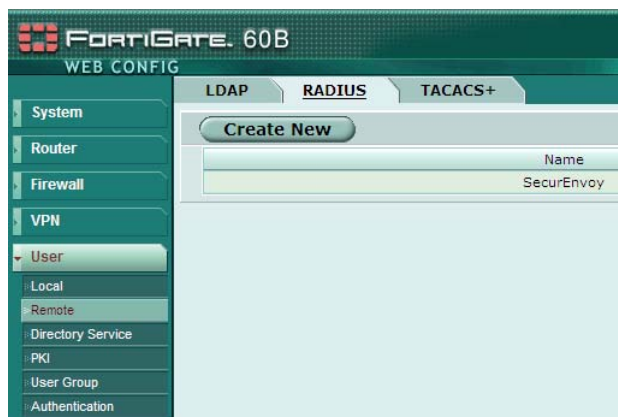 FORTIGATE. 60B
WEB CONFIG
LDAP RADIUS TACACS+
Create New
Name
SecurEnvoy
System
Router
Firewall
VPN
User
Local
Remote
Directory Service
PKI
User Group
Authentication